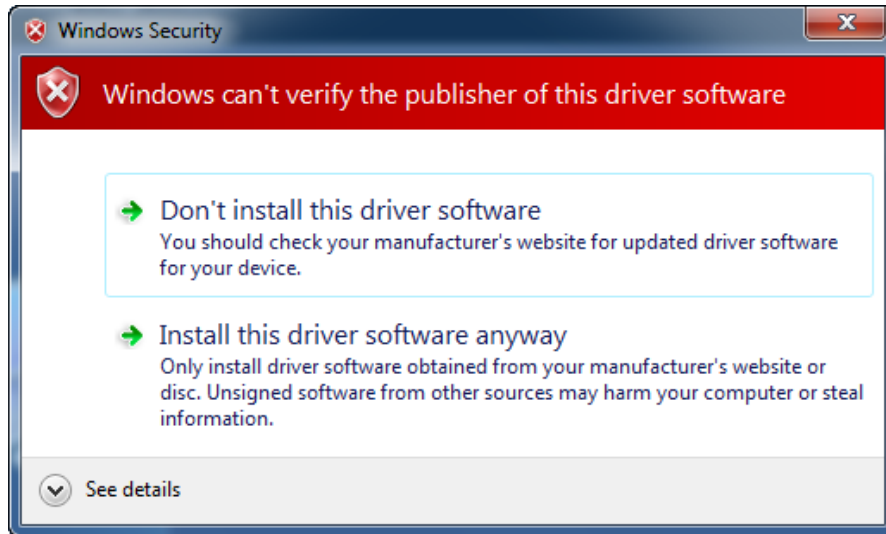 Windows Security
Windows can't verify the publisher of this driver software
Don't install this driver software
You should check your manufacturer's website for updated driver software
for your device.
Install this driver software anyway
Only install driver software obtained from your manufacturer's website or
disc. Unsigned software from other sources may harm your computer or steal
information.
See details